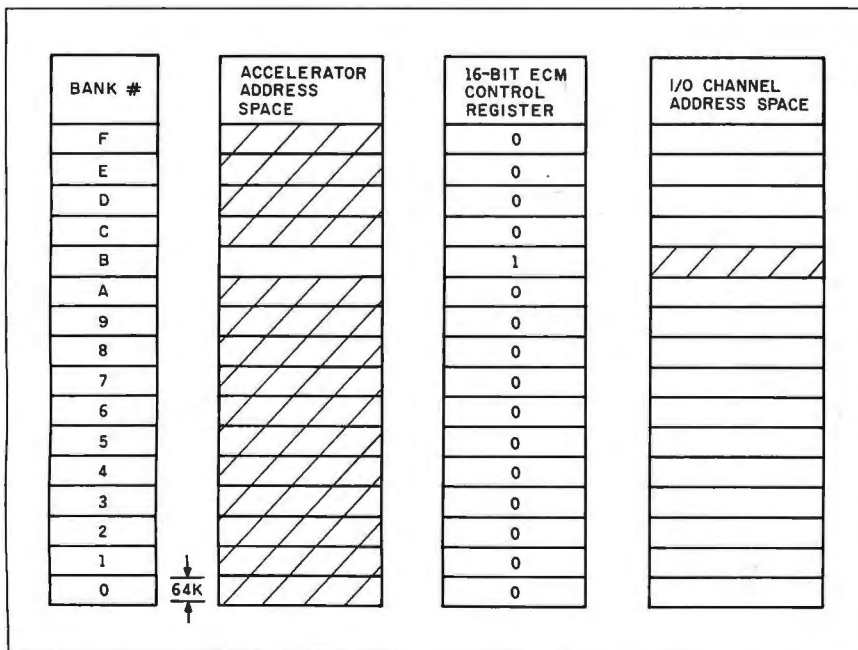 BANK #
ACCELERATOR
ADDRESS
SPACE
16-BIT ECM
CONTROL
REGISTER
I/O CHANNEL
ADDRESS SPACE
F 0
E 0
D 0
C 0
B 1
A 0
9 0
8 0
7 0
6 0
5 0
4 0
3 0
2 0
1 0
0 64K 0